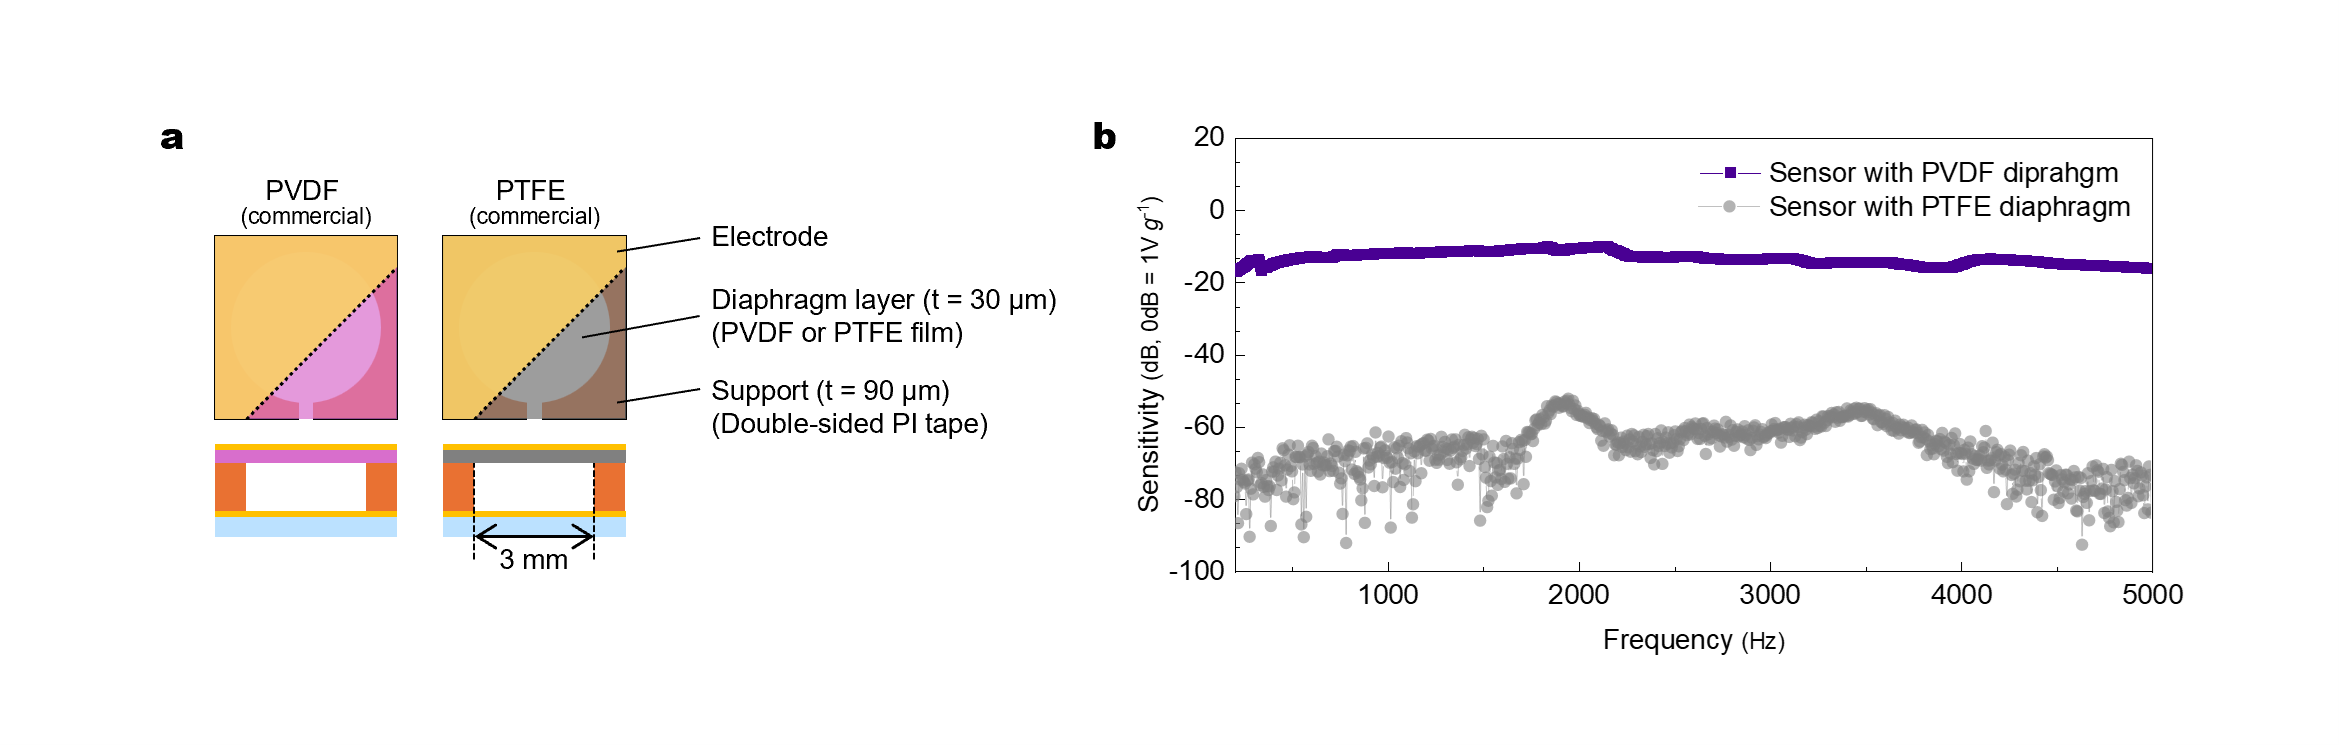 a
PVDF
(commercial)
PTFE
(commercial)
Electrode
Diaphragm layer (t = 30 μm)
(PVDF or PTFE film)
Support (t = 90 μm)
(Double-sided PI tape)
3 mm
b
Sensitivity (dB, 0dB = 1V g⁻¹)
20
0
-20
-40
-60
-80
-100
Sensor with PVDF diprahgm
Sensor with PTFE diaphragm
1000 2000 3000 4000 5000
Frequency (Hz)